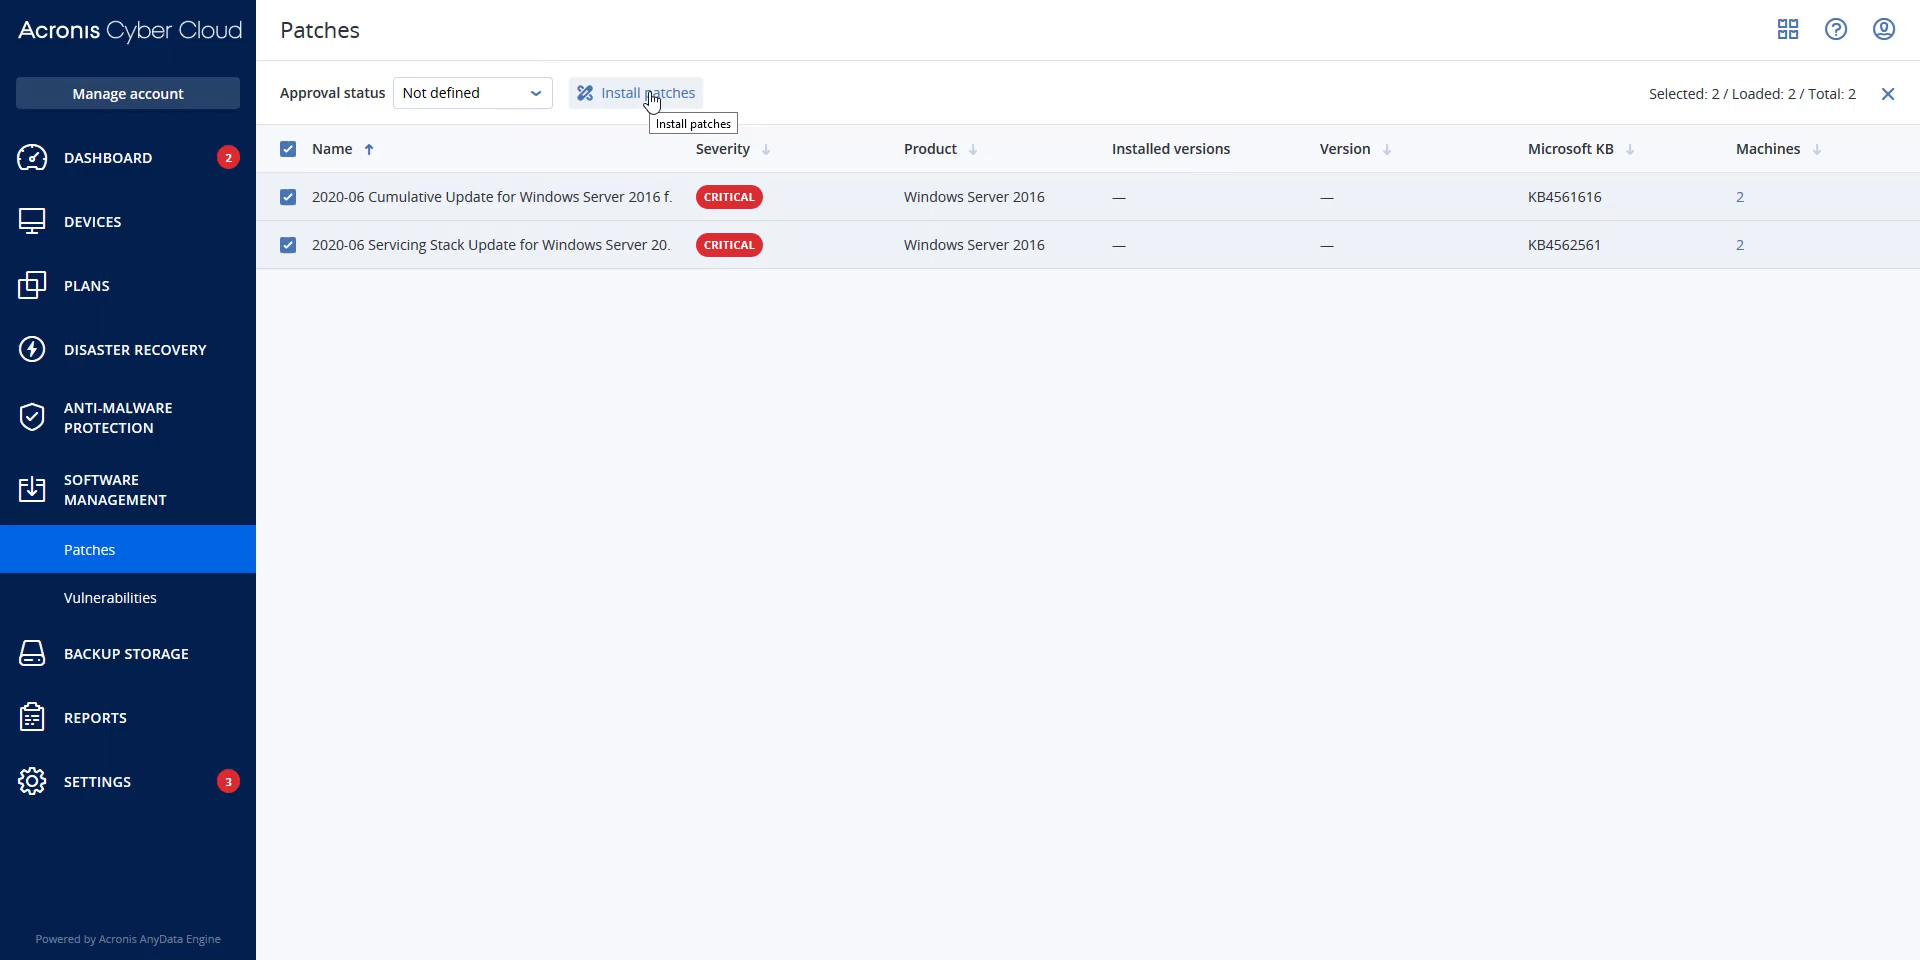 Acronis Cyber Cloud
Manage account
DASHBOARD 2
DEVICES
PLANS
DISASTER RECOVERY
ANTI-MALWARE
PROTECTION
SOFTWARE
MANAGEMENT
Patches
Vulnerabilities
BACKUP STORAGE
REPORTS
SETTINGS 3
Powered by Acronis AnyData Engine
Patches
Approval status Not defined Install patches Selected: 2 / Loaded: 2 / Total: 2
Install patches
Name Severity Product Installed versions Version Microsoft KB Machines
2020-06 Cumulative Update for Windows Server 2016 f. CRITICAL Windows Server 2016 — — KB4561616 2
2020-06 Servicing Stack Update for Windows Server 20. CRITICAL Windows Server 2016 — — KB4562561 2